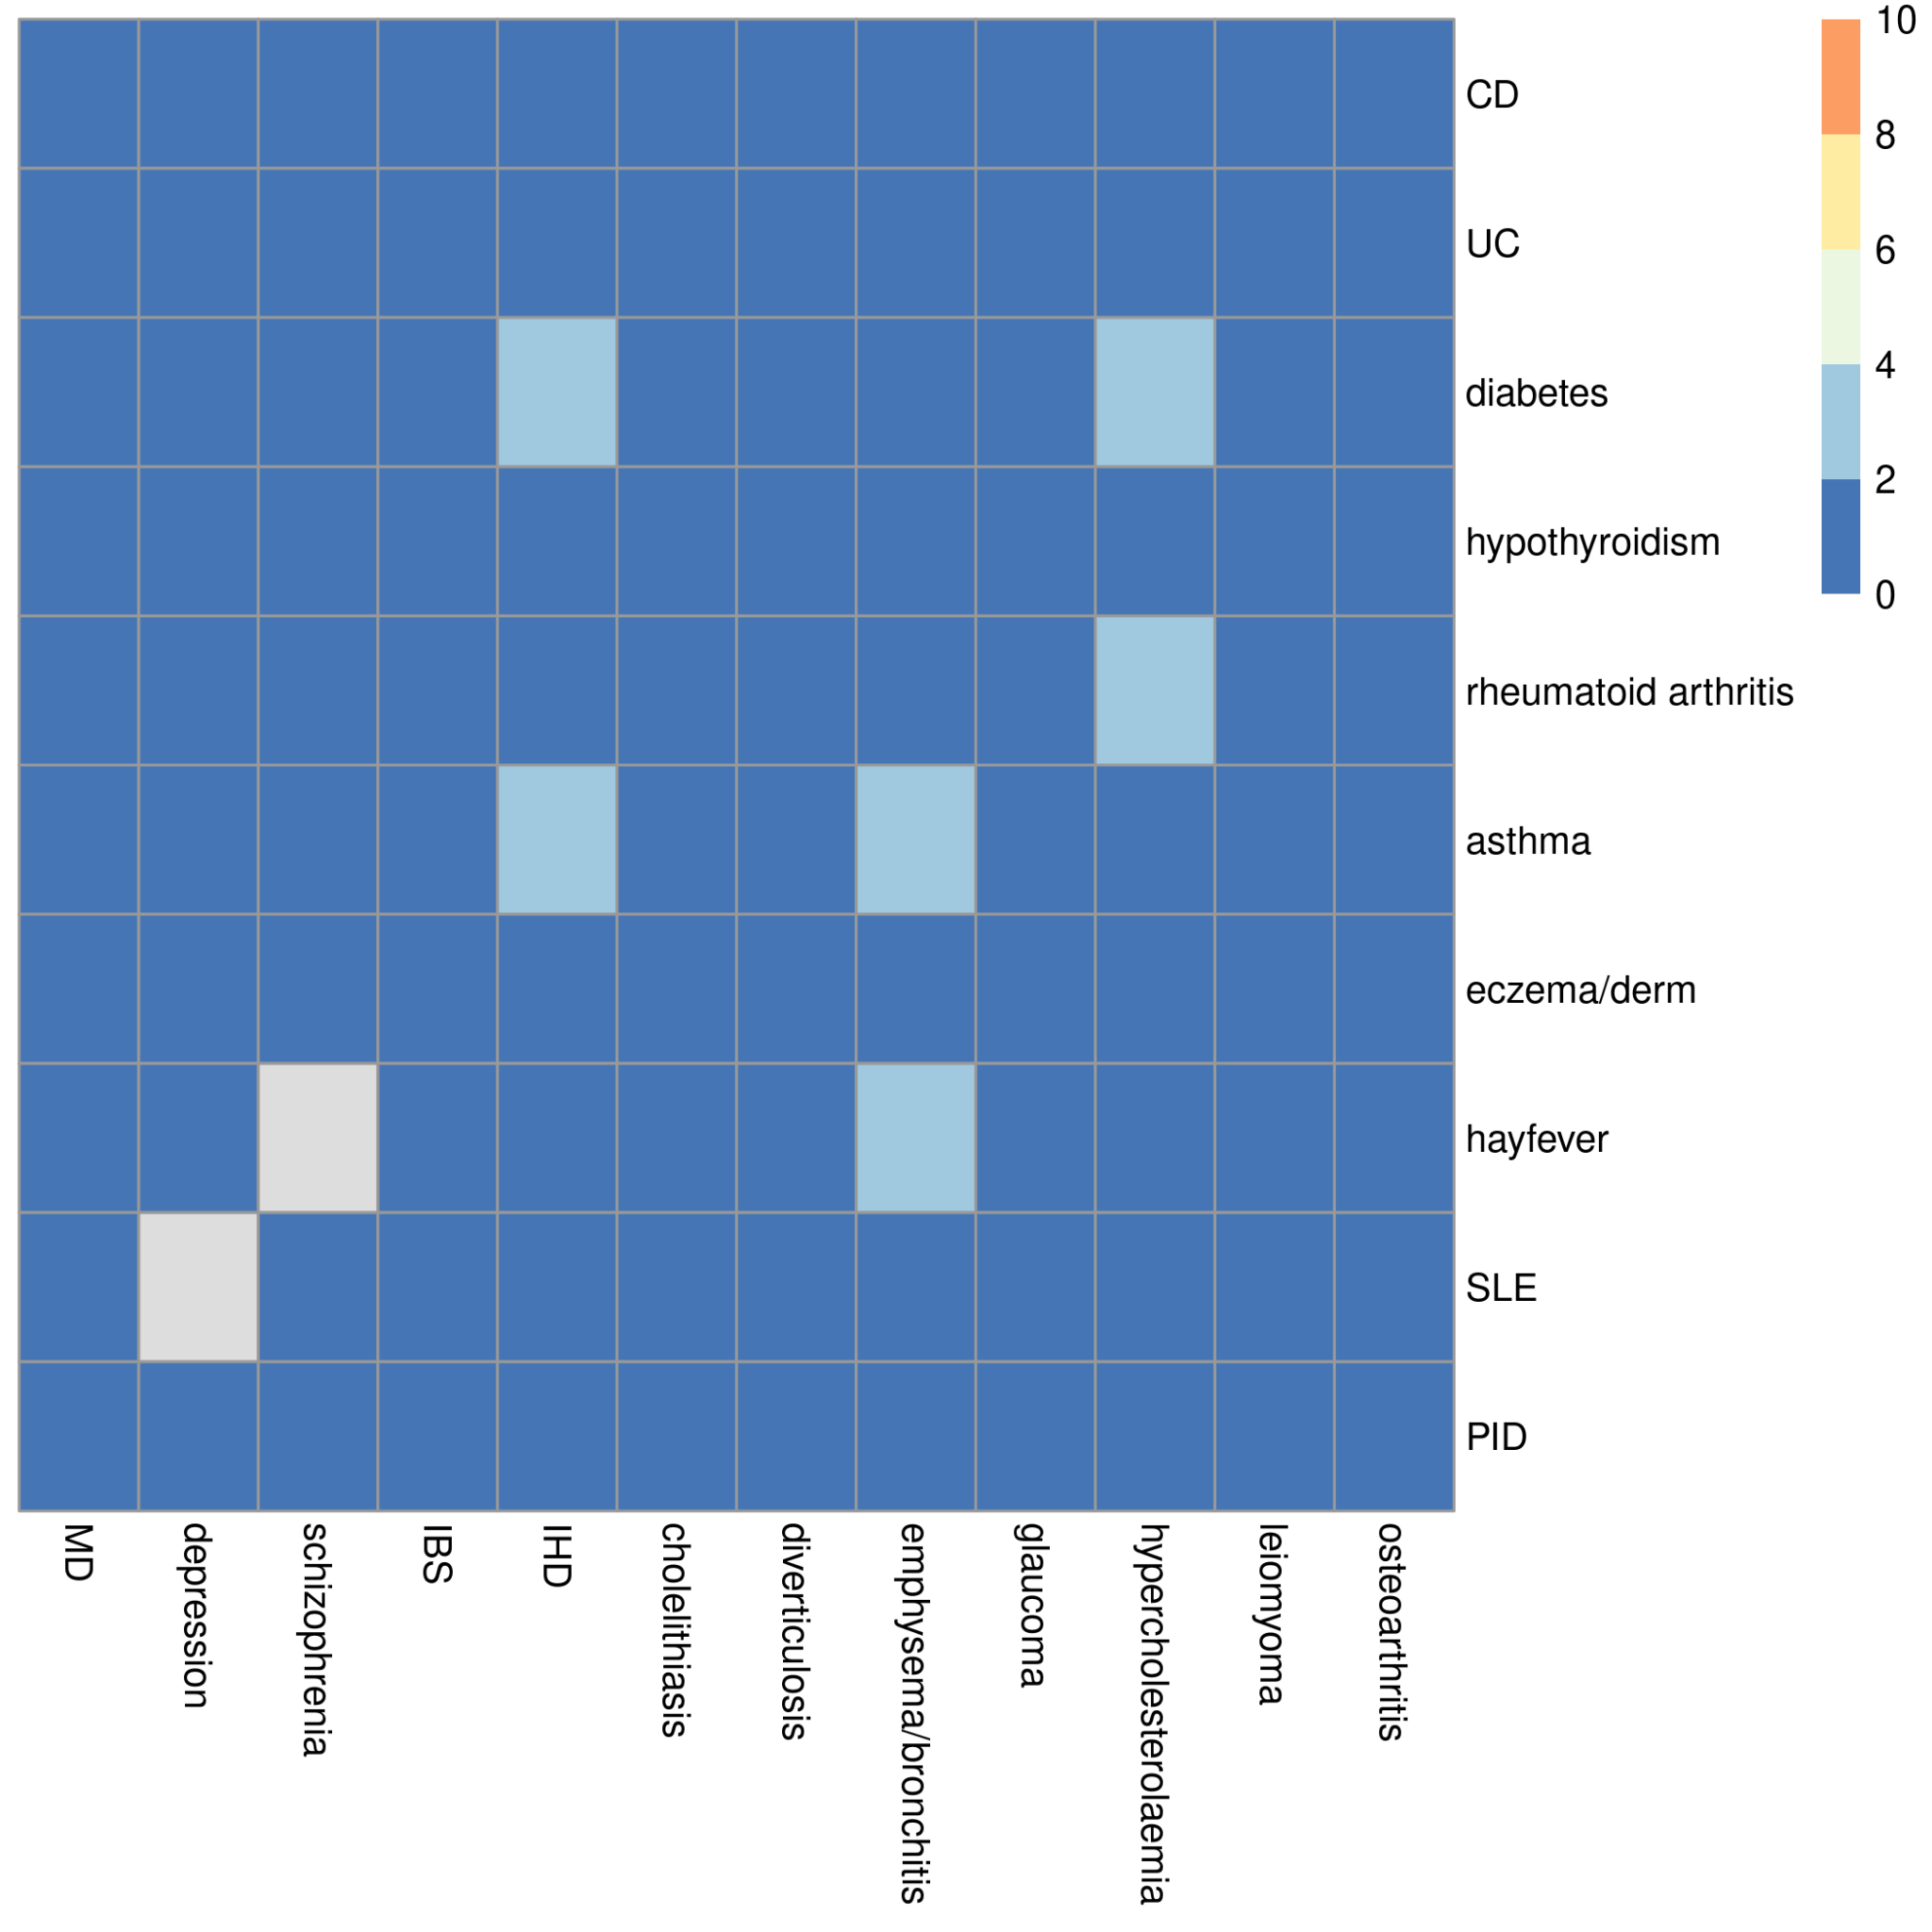 CD
UC
diabetes
hypothyroidism
rheumatoid arthritis
asthma
eczema/derm
hayfever
SLE
PID
10
8
6
4
2
0
MD
depression
schizophrenia
IBS
IHD
cholelithiasis
diverticulosis
emphysema/bronchitis
glaucoma
hypercholesterolaemia
leiomyoma
osteoarthritis